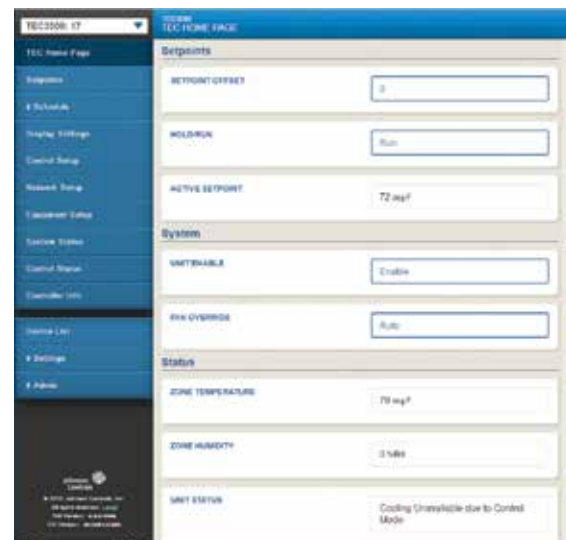 TEC3000: 17
TEC HOME PAGE
TEC Home Page
Setpoints
Schedule
Display Settings
Control Setup
Network Setup
Equipment Setup
System Status
Control Status
Controller Info
Device List
Settings
Admin
Johnson
Controls
Setpoints
SETPOINT OFFSET
0
HOLD/RUN
Run
ACTIVE SETPOINT
72 deg F
System
UNIT ENABLE
Enable
FAN OVERRIDE
Auto
Status
ZONE TEMPERATURE
ZONE HUMIDITY
UNIT STATUS
Cooling Unavailable due to Control
Mode